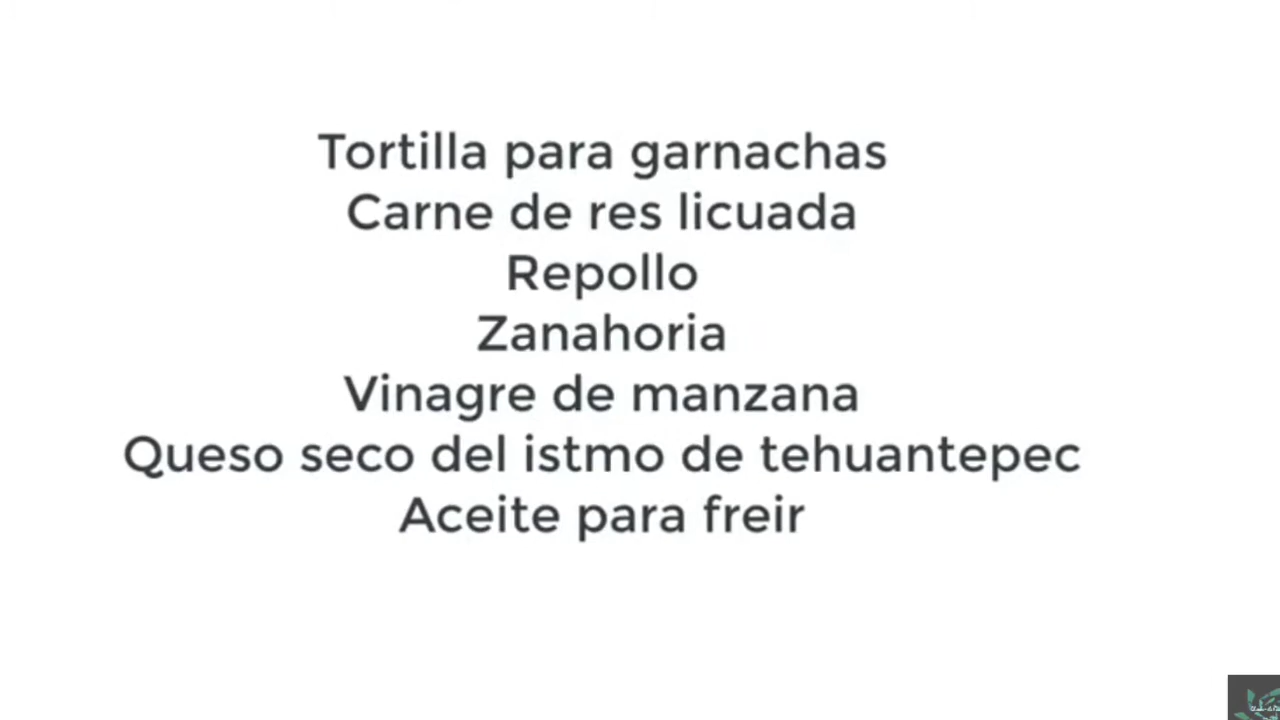 Tortilla para garnachas
Carne de res licuada
Repollo
Zanahoria
Vinagre de manzana
Queso seco del istmo de tehuantepec
Aceite para freir